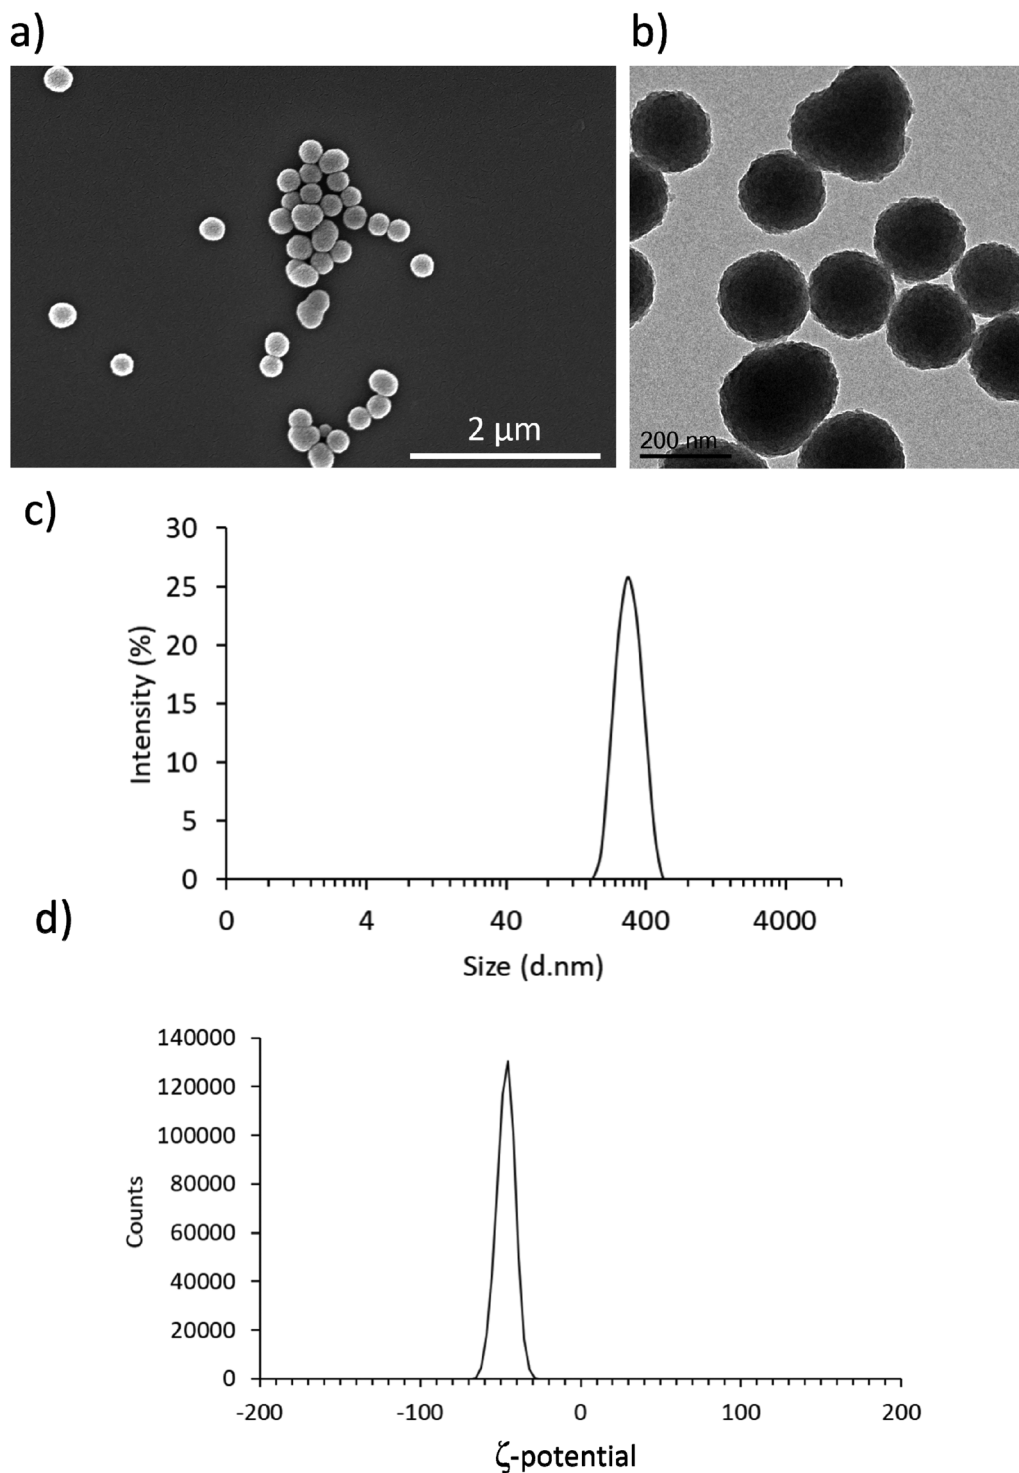 a)
b)
2 μm
200 nm
c)
30
25
20
15
10
5
0
Intensity (%)
0 4 40 400 4000
Size (d.nm)
d)
140000
120000
100000
80000
60000
40000
20000
0
Counts
-200 -100 0 100 200
ζ-potential